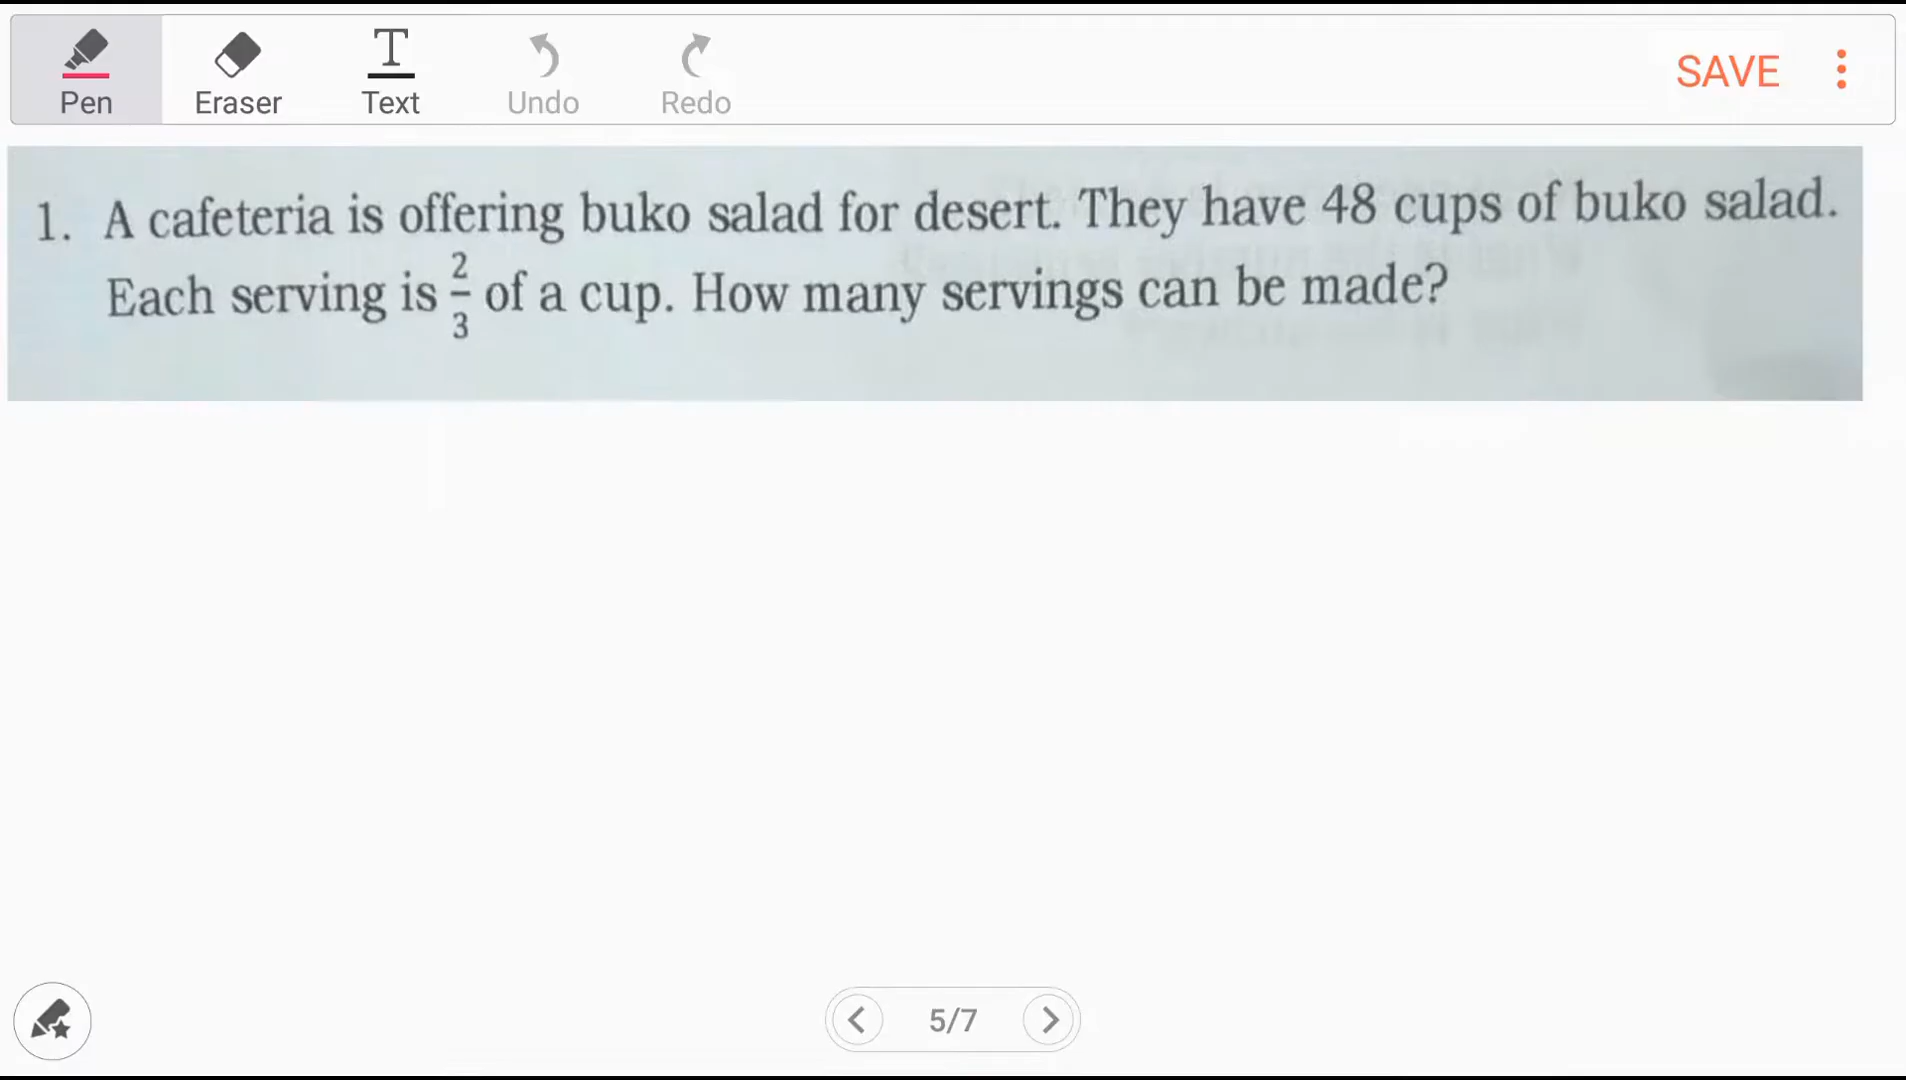 Pen Eraser Text Undo Redo SAVE
1. A cafeteria is offering buko salad for desert. They have 48 cups of buko salad.
Each serving is 2/3 of a cup. How many servings can be made?
5/7